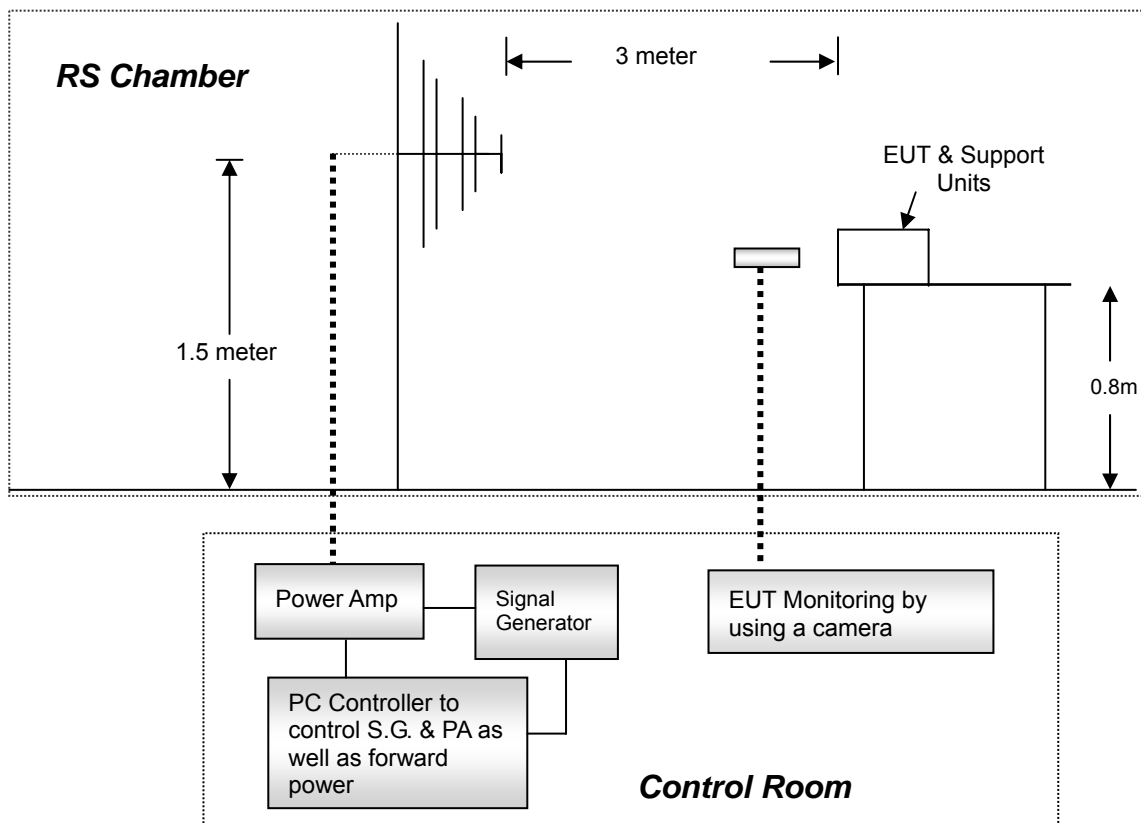 3 meter
RS Chamber
EUT & Support
Units
1.5 meter
0.8m
Power Amp
Signal
Generator
EUT Monitoring by
using a camera
PC Controller to
control S.G. & PA as
well as forward
power
Control Room